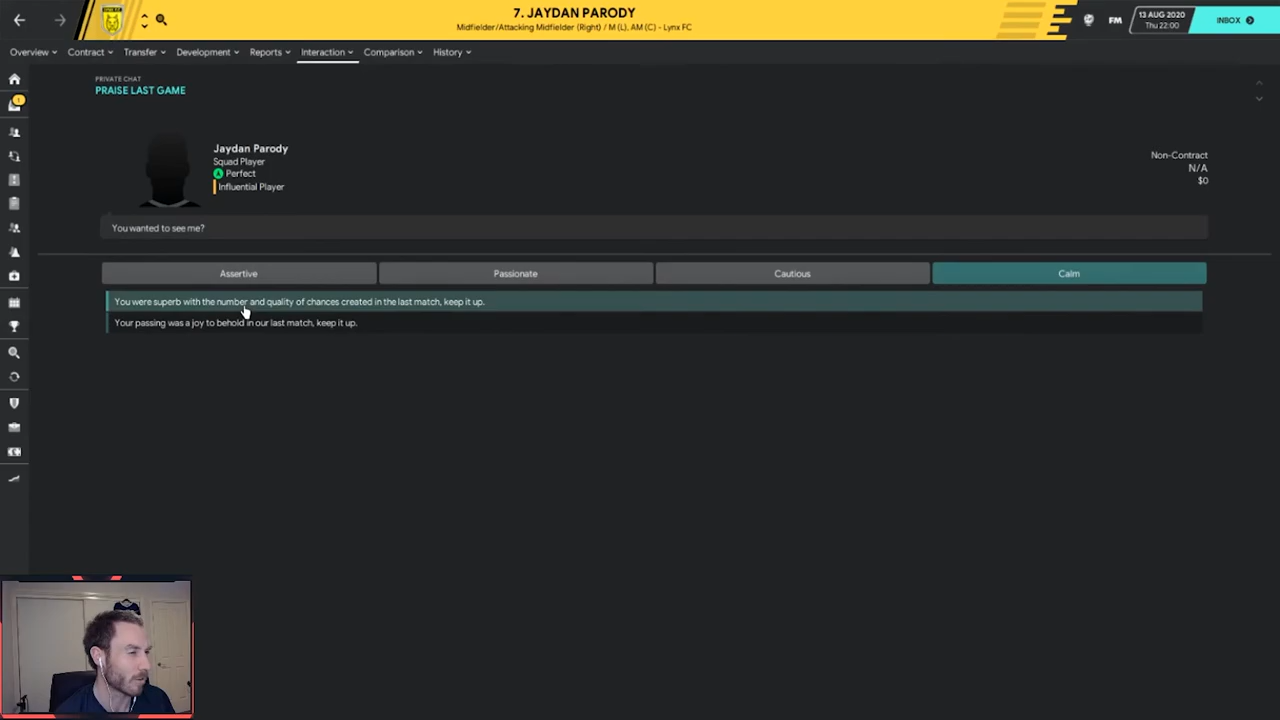 7. JAYDAN PARODY
Midfielder/Attacking Midfielder (Right) / M (L), AM (C) - Lynx FC
FM
13 AUG 2020
Thu 22:00
INBOX
Overview
Contract
Transfer
Development
Reports
Interaction
Comparison
History
PRIVATE CHAT
PRAISE LAST GAME
1
Jaydan Parody
Squad Player
Perfect
Influential Player
Non-Contract
N/A
$0
You wanted to see me?
Assertive
Passionate
Cautious
Calm
You were superb with the number and quality of chances created in the last match, keep it up.
Your passing was a joy to behold in our last match, keep it up.